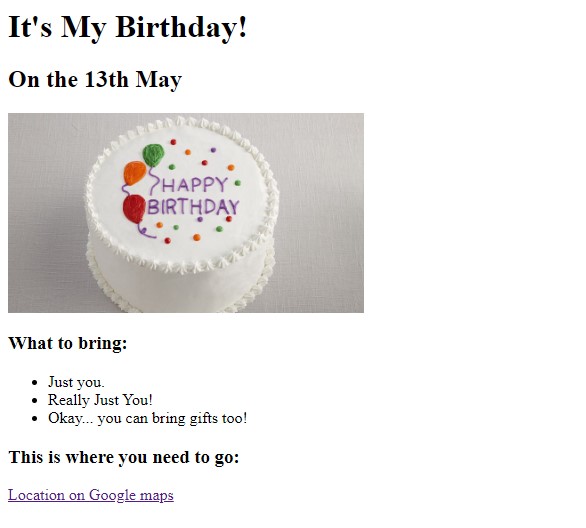 It's My Birthday!
On the 13th May
HAPPY
BIRTHDAY
What to bring:
Just you.
Really Just You!
Okay... you can bring gifts too!
This is where you need to go:
Location on Google maps